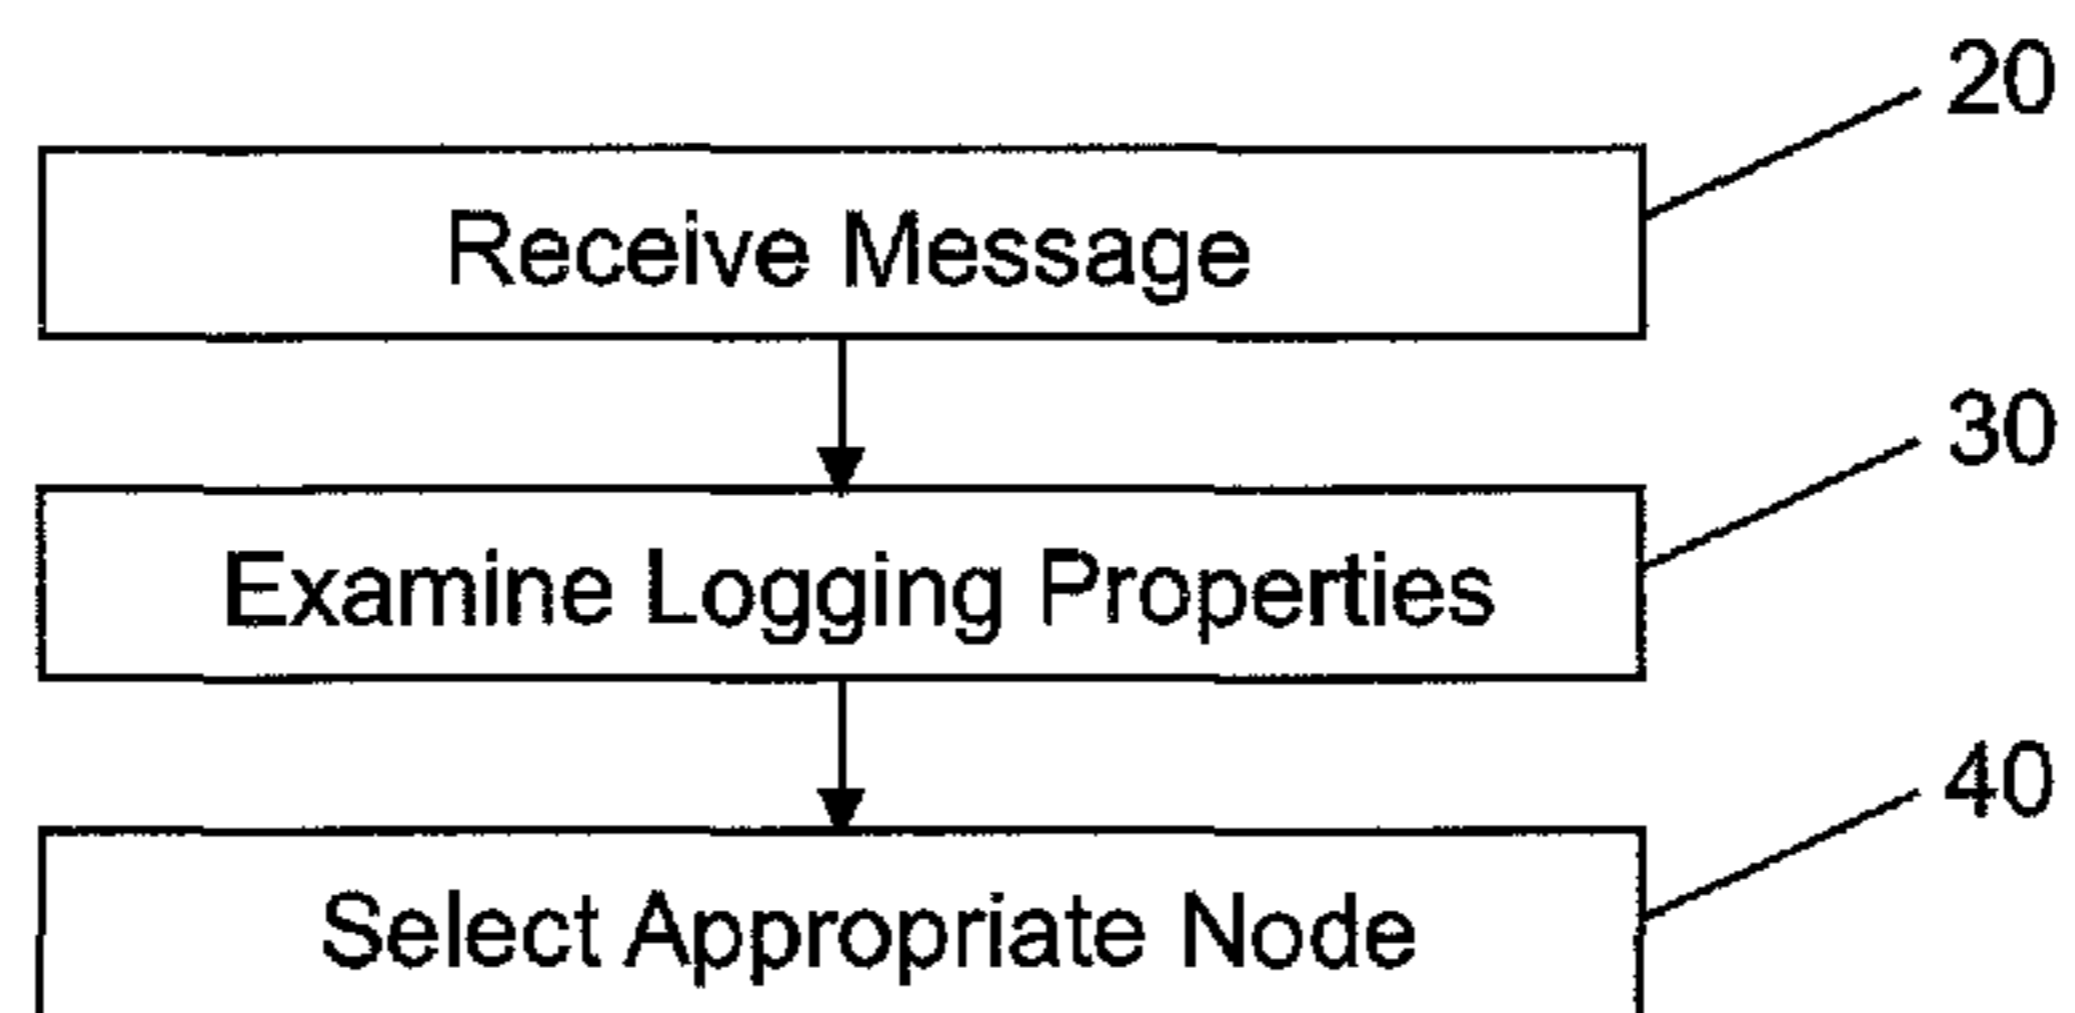 20
Receive Message
30
Examine Logging Properties
40
Select Appropriate Node